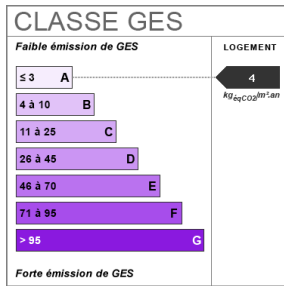 CLASSE GES
Faible émission de GES
LOGEMENT
≤ 3 A
4
kgéqCO2/m².an
4 à 10 B
11 à 25 C
26 à 45 D
46 à 70 E
71 à 95 F
> 95 G
Forte émission de GES